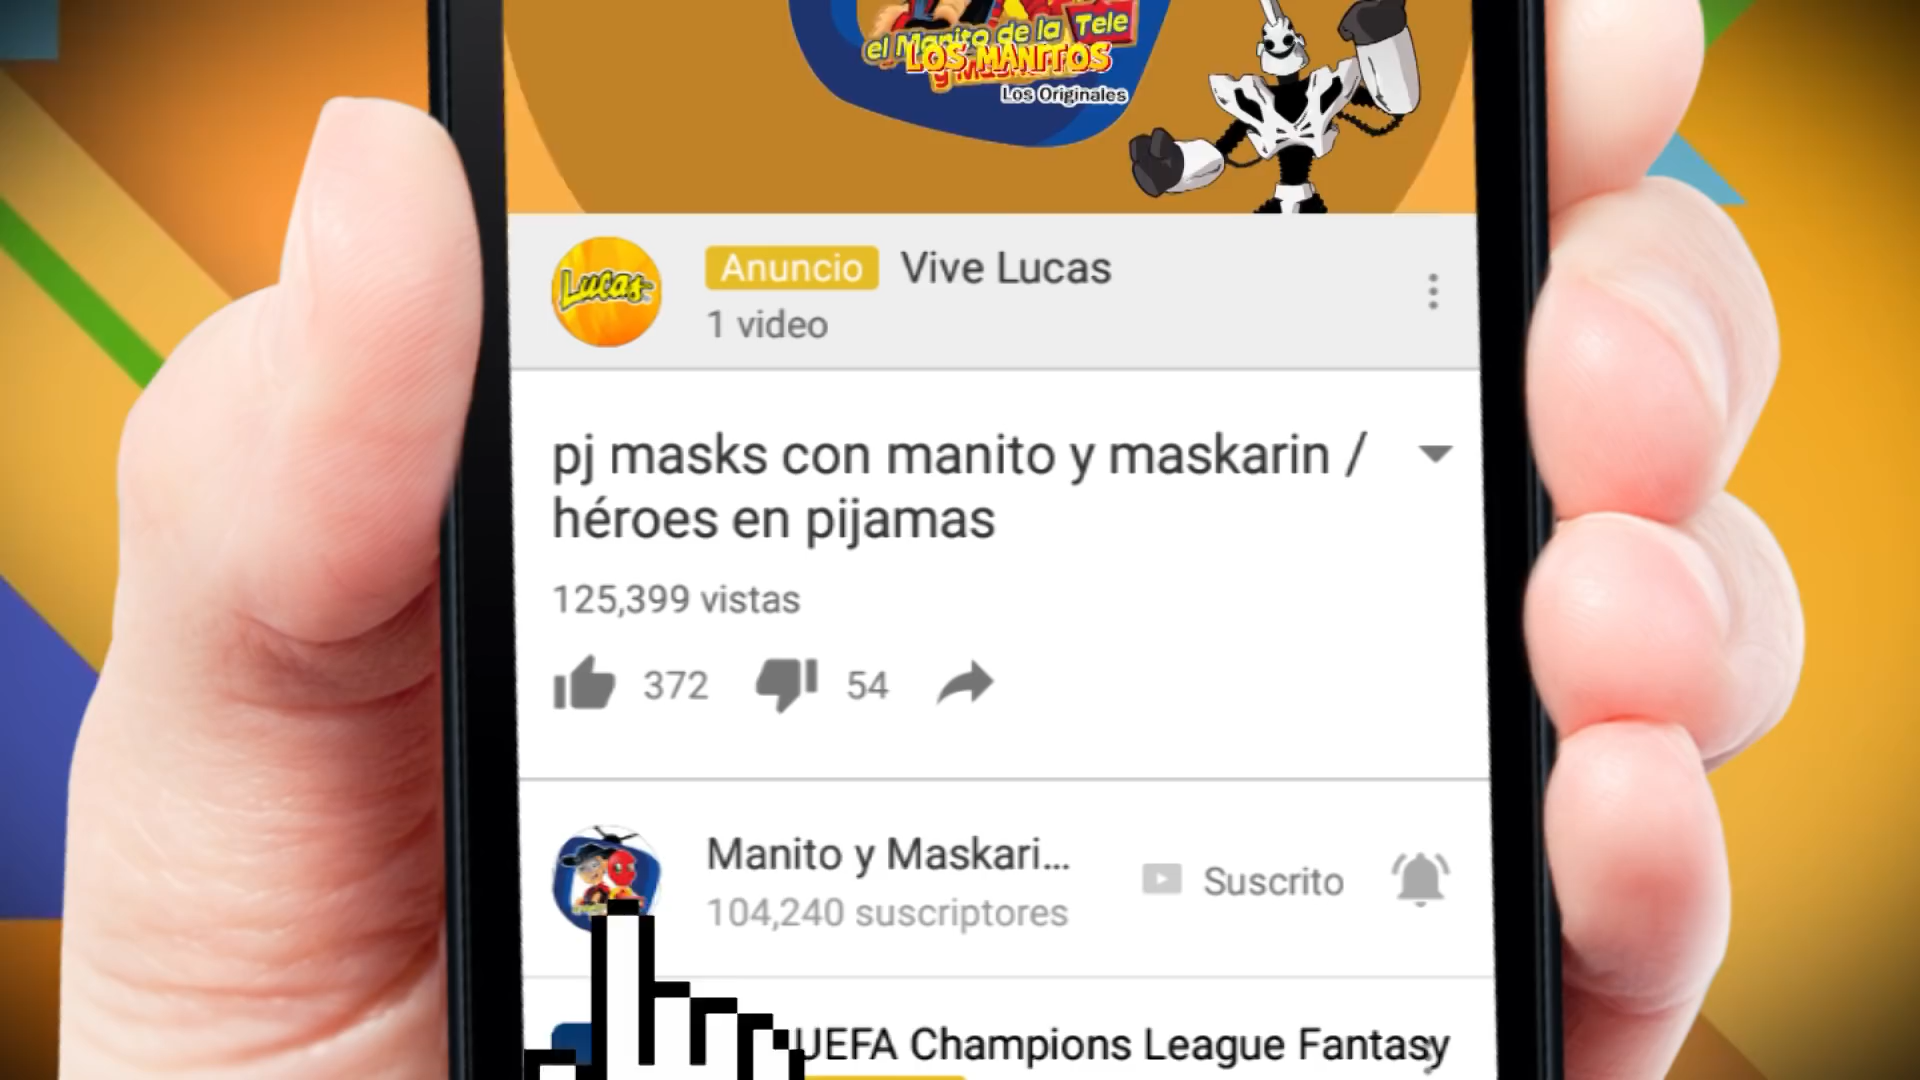 el Manito de la Tele
LOS MANITOS
Los Originales
Lucas
Anuncio Vive Lucas
1 video
pj masks con manito y maskarin /
héroes en pijamas
125,399 vistas
372 54
Manito y Maskari...
104,240 suscriptores
Suscrito
UEFA Champions League Fantasy